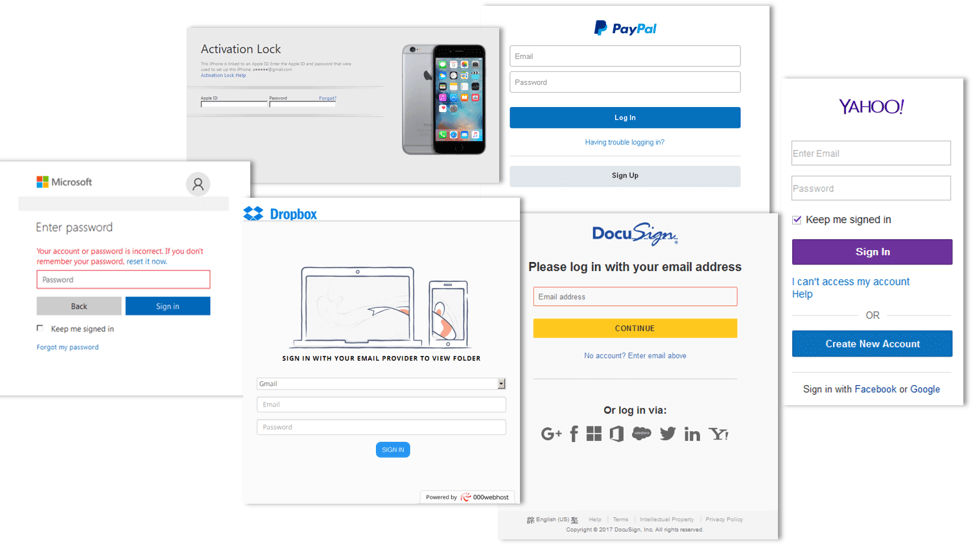 Activation Lock
This iPhone is linked to an Apple ID. Enter the Apple ID and password that were
used to set up this iPhone. ●●●●●●@gmail.com
Activation Lock Help
Apple ID Password Forgot?
PayPal
Email
Password
Log In
Having trouble logging in?
Sign Up
YAHOO!
Enter Email
Password
Keep me signed in
Sign In
I can't access my account
Help
OR
Create New Account
Sign in with Facebook or Google
Microsoft
Enter password
Your account or password is incorrect. If you don't
remember your password, reset it now.
Password
Back Sign in
Keep me signed in
Forgot my password
Dropbox
SIGN IN WITH YOUR EMAIL PROVIDER TO VIEW FOLDER
Gmail
Email
Password
SIGN IN
Powered by 000webhost
DocuSign
Please log in with your email address
Email address
CONTINUE
No account? Enter email above
Or log in via:
G+ f in Y!
English (US) Help | Terms | Intellectual Property | Privacy Policy
Copyright © 2017 DocuSign, Inc. All rights reserved.